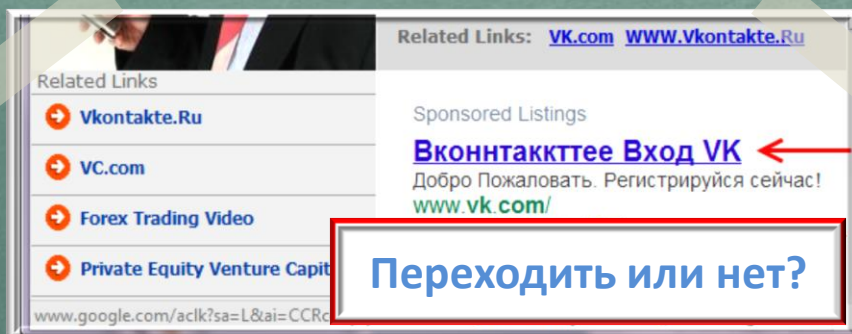 Related Links: VK.com WWW.Vkontakte.Ru
Related Links
Vkontakte.Ru
VC.com
Forex Trading Video
Private Equity Venture Capit
Sponsored Listings
Вконнтаккттее Вход VK
Добро Пожаловать. Регистрируйся сейчас!
www.vk.com/
Переходить или нет?
www.google.com/aclk?sa=L&ai=CCRc